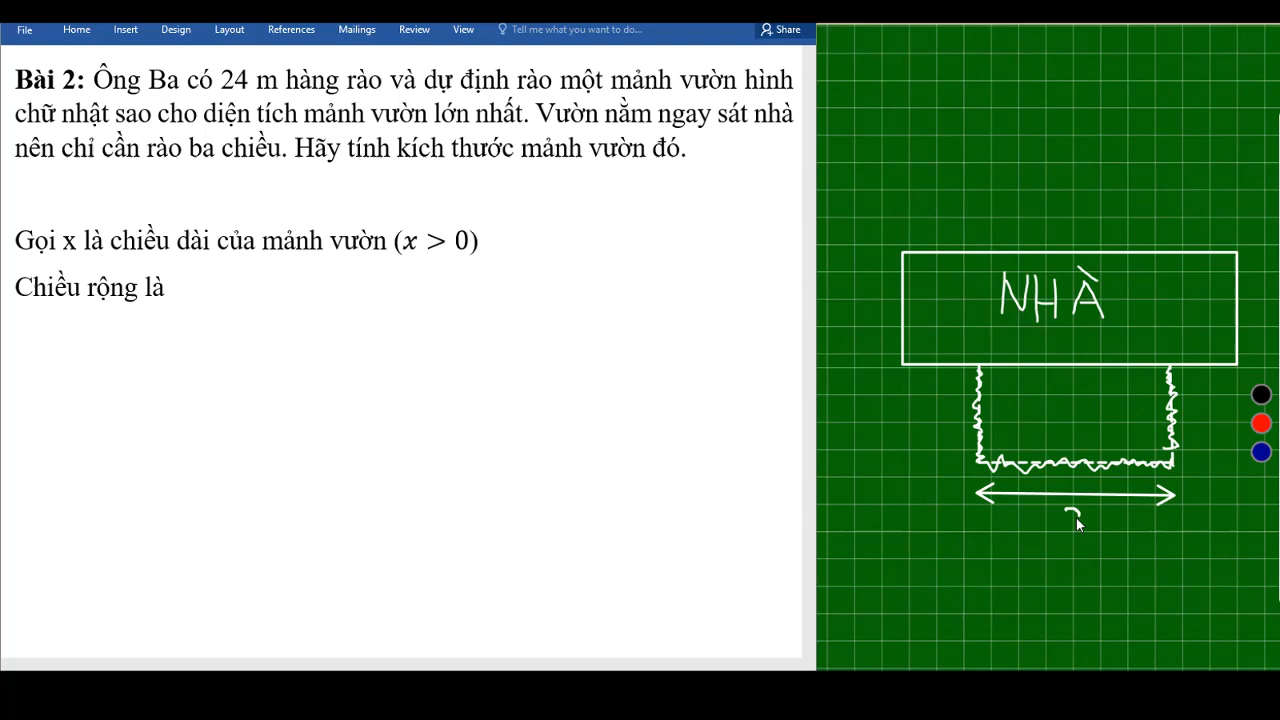 File Home Insert Design Layout References Mailings Review View Tell me what you want to do... Share
Bài 2: Ông Ba có 24 m hàng rào và dự định rào một mảnh vườn hình
chữ nhật sao cho diện tích mảnh vườn lớn nhất. Vườn nằm ngay sát nhà
nên chỉ cần rào ba chiều. Hãy tính kích thước mảnh vườn đó.
Gọi x là chiều dài của mảnh vườn (x > 0)
Chiều rộng là
NHÀ